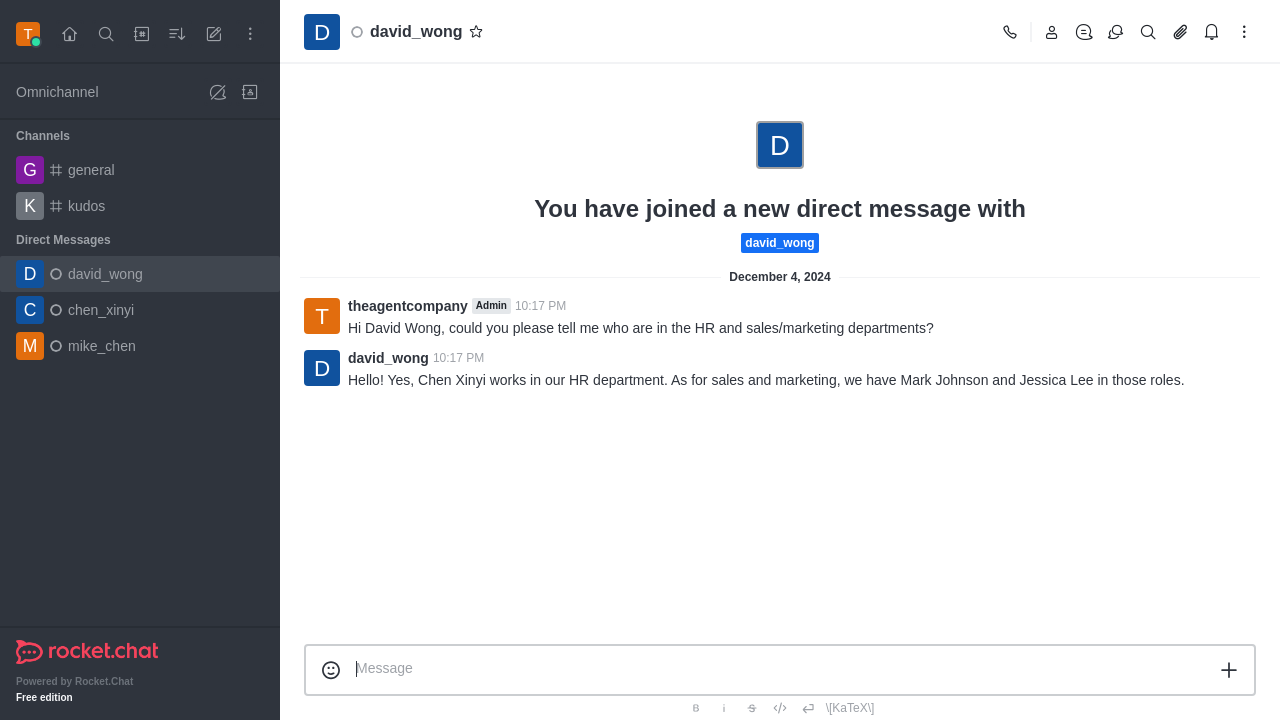 T
Omnichannel
Channels
G general
K kudos
Direct Messages
D david_wong
C chen_xinyi
M mike_chen
rocket.chat
Powered by Rocket.Chat
Free edition
D david_wong
D
You have joined a new direct message with
david_wong
December 4, 2024
T theagentcompany Admin 10:17 PM
Hi David Wong, could you please tell me who are in the HR and sales/marketing departments?
D david_wong 10:17 PM
Hello! Yes, Chen Xinyi works in our HR department. As for sales and marketing, we have Mark Johnson and Jessica Lee in those roles.
Message
B i S \[KaTeX\]